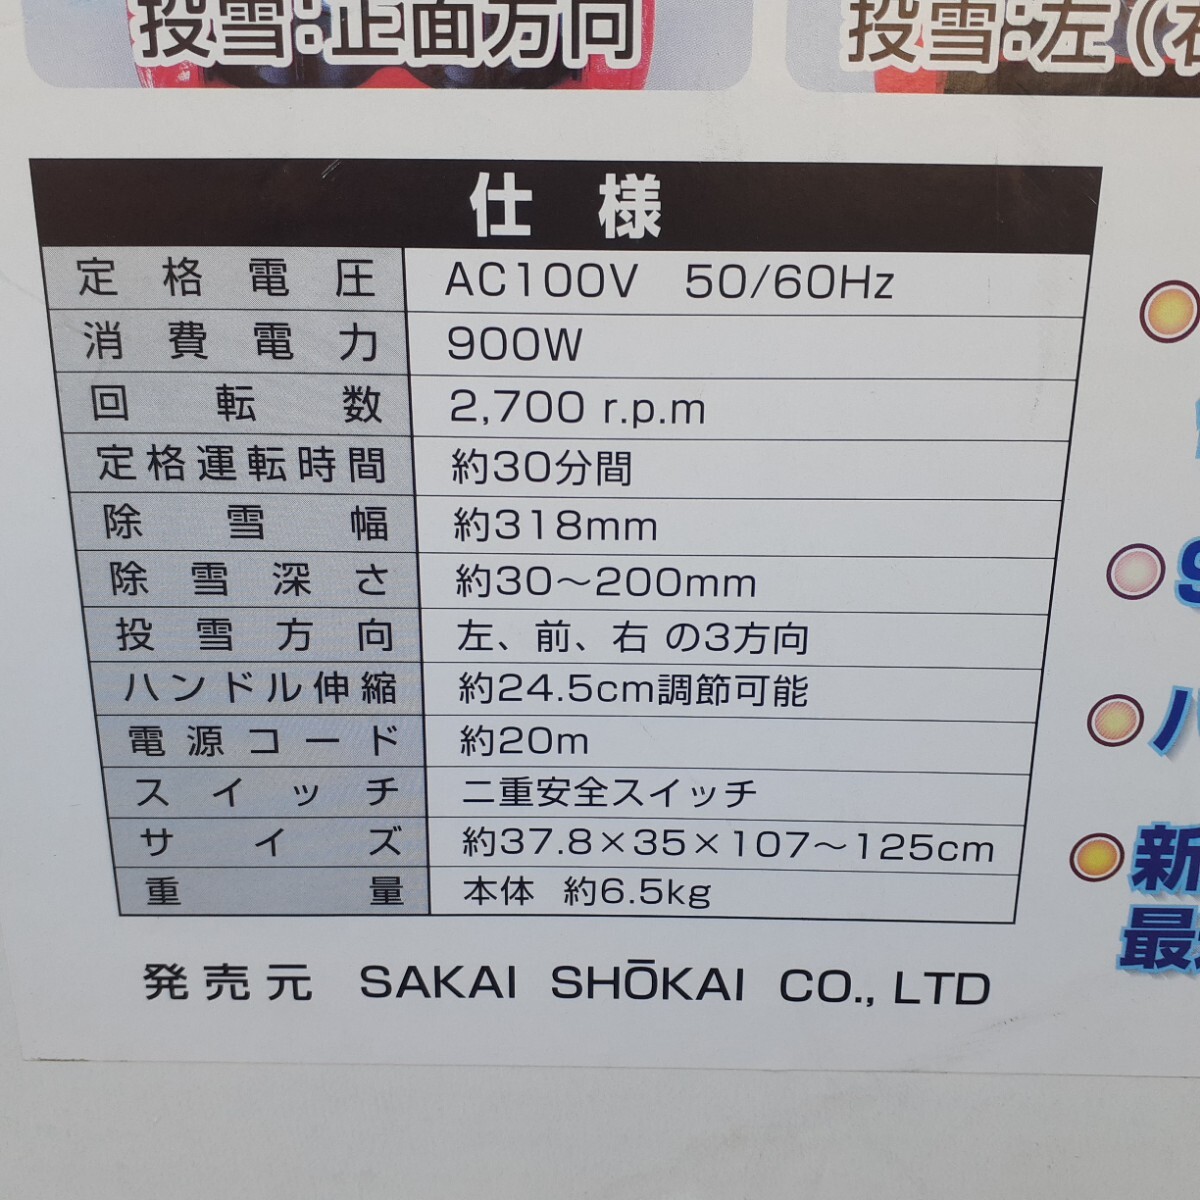 投雪:正面方向
投雪:左(右
仕 様
定格電圧 AC100V 50/60Hz
消費電力 900W
回転数 2,700 r.p.m
定格運転時間 約30分間
除雪幅 約318mm
除雪深さ 約30〜200mm
投雪方向 左、前、右 の3方向
ハンドル伸縮 約24.5cm調節可能
電源コード 約20m
スイッチ 二重安全スイッチ
サイズ 約37.8×35×107〜125cm
重量 本体 約6.5kg
発売元 SAKAI SHŌKAI CO., LTD
新
最